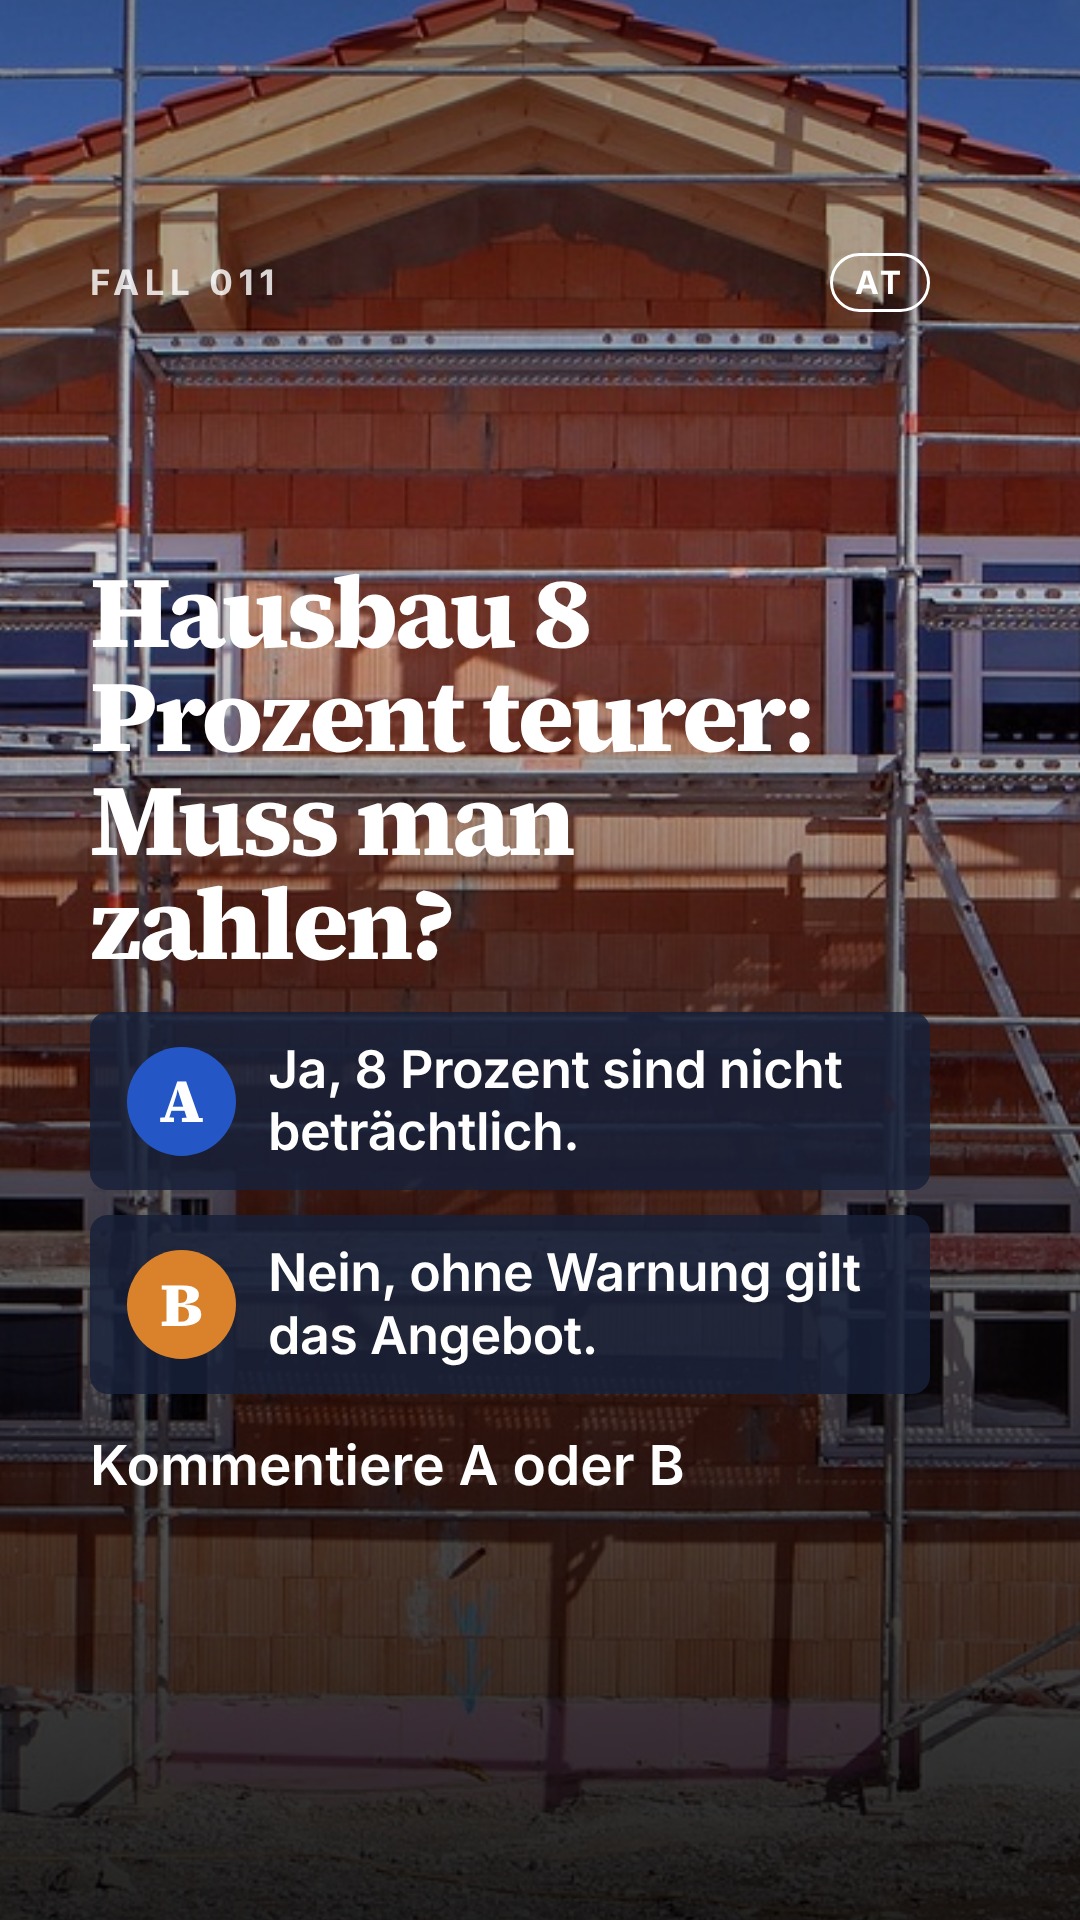 FALL 011
AT
Hausbau 8
Prozent teurer:
Muss man
zahlen?
A
Ja, 8 Prozent sind nicht
beträchtlich.
B
Nein, ohne Warnung gilt
das Angebot.
Kommentiere A oder B